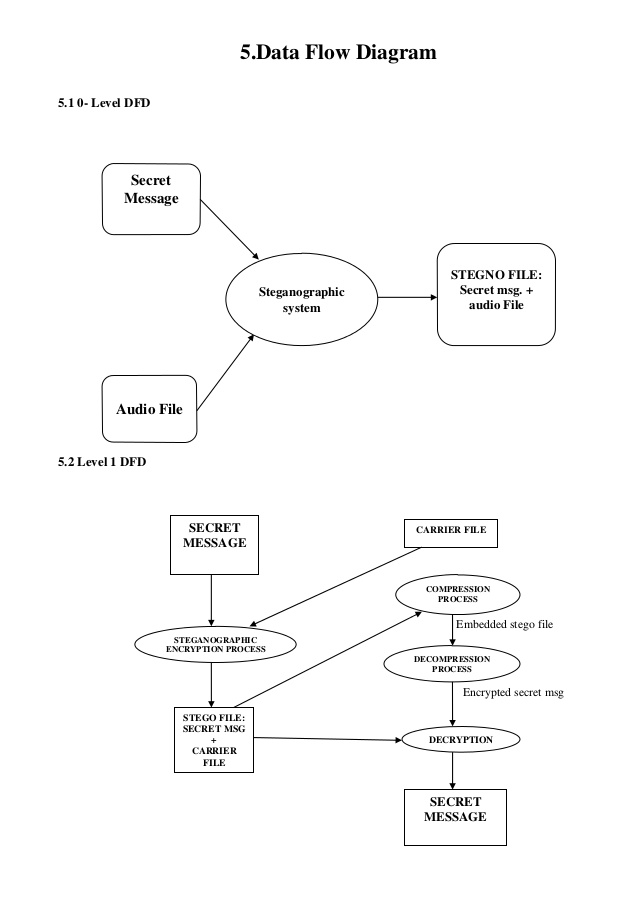 5.Data Flow Diagram
5.1 0- Level DFD
Secret
Message
Steganographic
system
STEGNO FILE:
Secret msg. +
audio File
Audio File
5.2 Level 1 DFD
SECRET
MESSAGE
CARRIER FILE
COMPRESSION
PROCESS
Embedded stego file
STEGANOGRAPHIC
ENCRYPTION PROCESS
DECOMPRESSION
PROCESS
Encrypted secret msg
STEGO FILE:
SECRET MSG
+
CARRIER
FILE
DECRYPTION
SECRET
MESSAGE